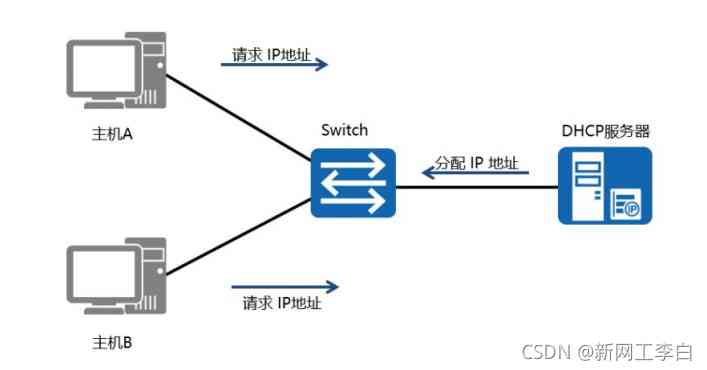 请求 IP地址
主机A
Switch
DHCP服务器
分配 IP 地址
IP
请求 IP地址
主机B
CSDN @新网工李白